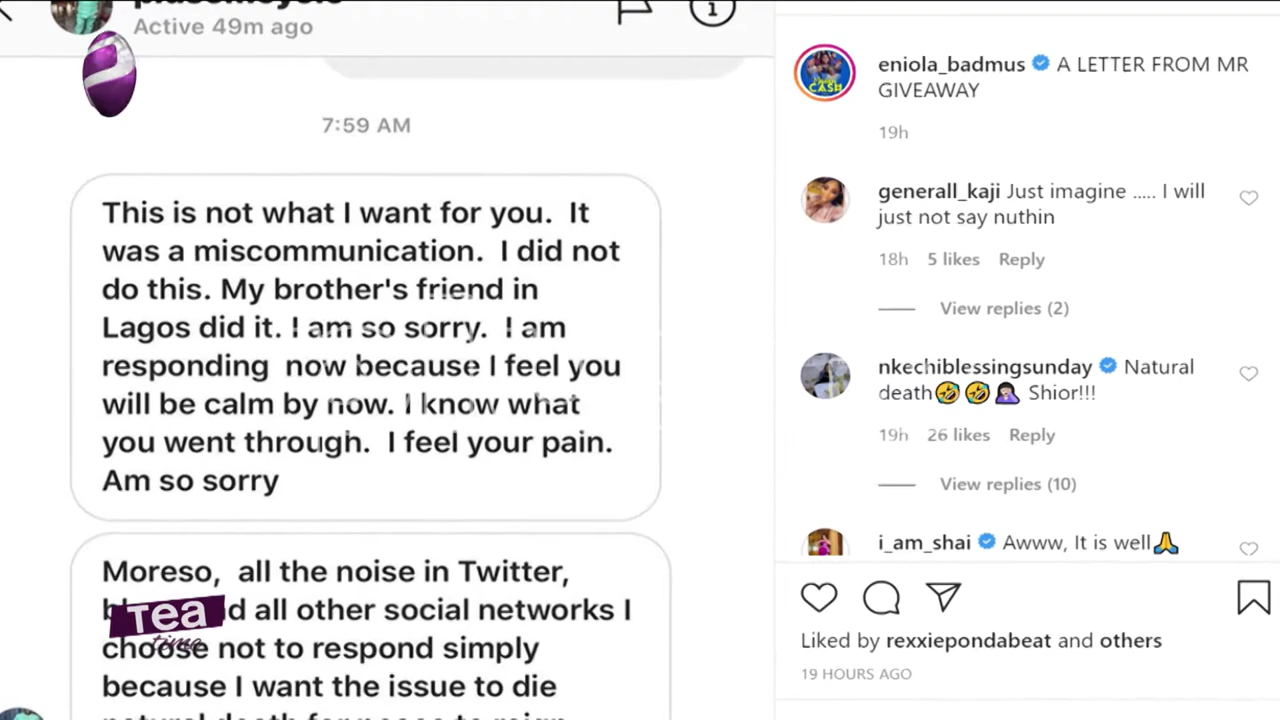 Active 49m ago
7:59 AM
This is not what I want for you. It
was a miscommunication. I did not
do this. My brother's friend in
Lagos did it. I am so sorry. I am
responding now because I feel you
will be calm by now. I know what
you went through. I feel your pain.
Am so sorry
Moreso, all the noise in Twitter,
all other social networks I
choose not to respond simply
because I want the issue to die
Tea
time
eniola_badmus A LETTER FROM MR
GIVEAWAY
19h
generall_kaji Just imagine ..... I will
just not say nuthin
18h 5 likes Reply
View replies (2)
nkechiblessingsunday Natural
death🤣🤣🤦🏻‍♀️ Shior!!!
19h 26 likes Reply
View replies (10)
i_am_shai Awww, It is well🙏
Liked by rexxiepondabeat and others
19 HOURS AGO